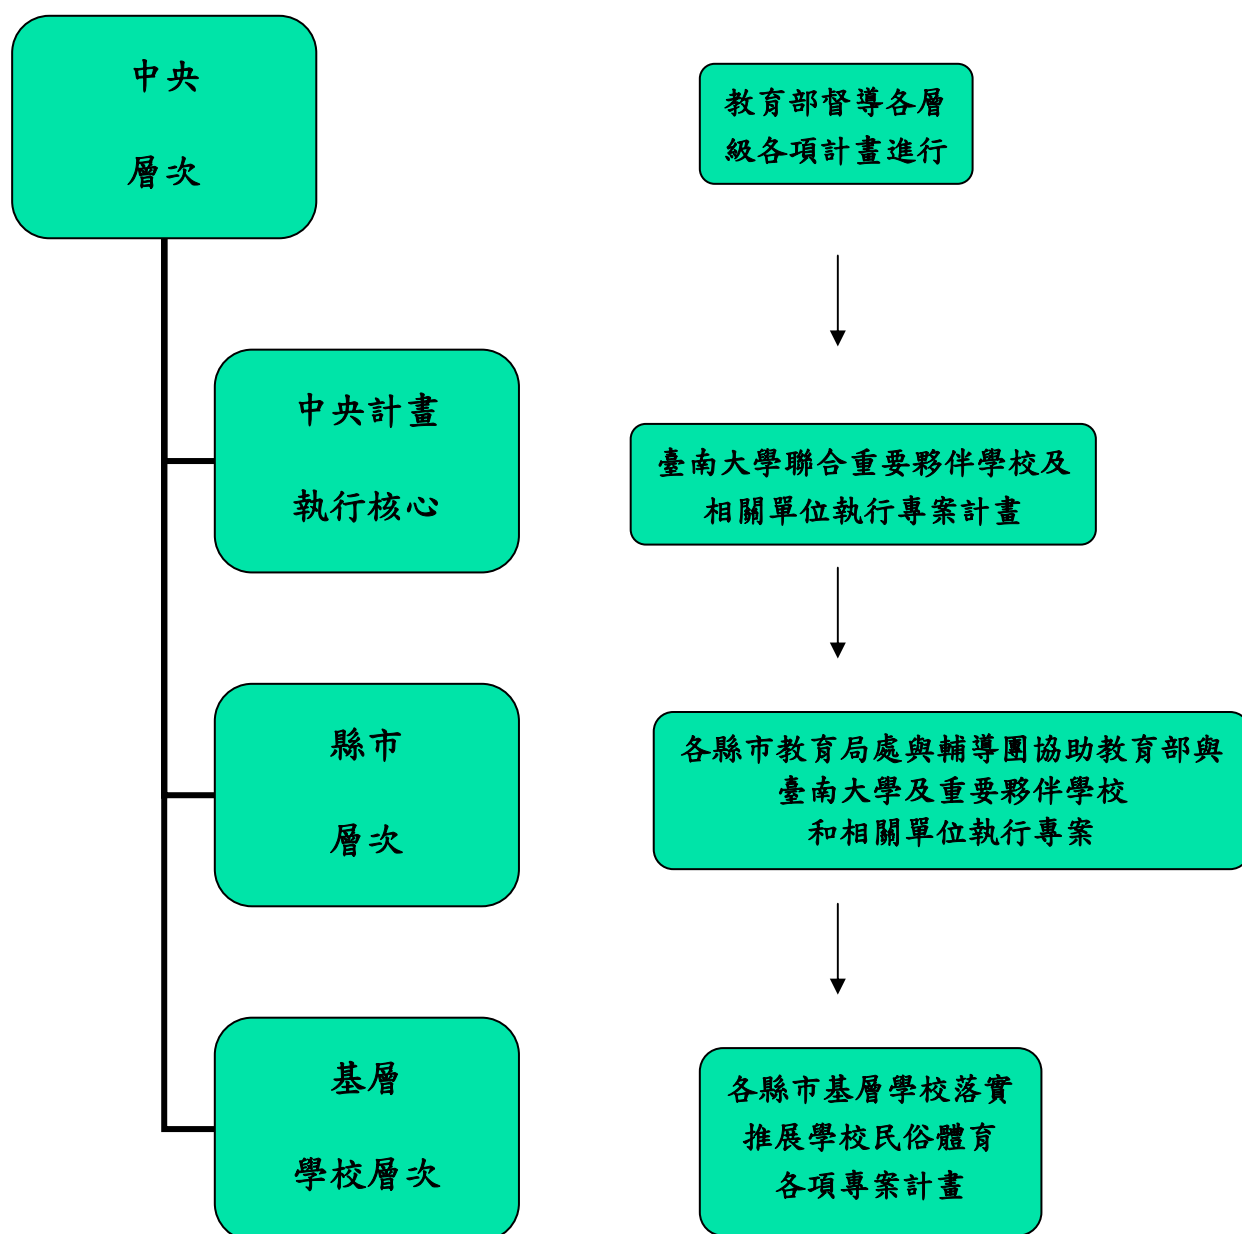 中央
層次
教育部督導各層
級各項計畫進行
中央計畫
執行核心
臺南大學聯合重要夥伴學校及
相關單位執行專案計畫
縣市
層次
各縣市教育局處與輔導團協助教育部與
臺南大學及重要夥伴學校
和相關單位執行專案
基層
學校層次
各縣市基層學校落實
推展學校民俗體育
各項專案計畫